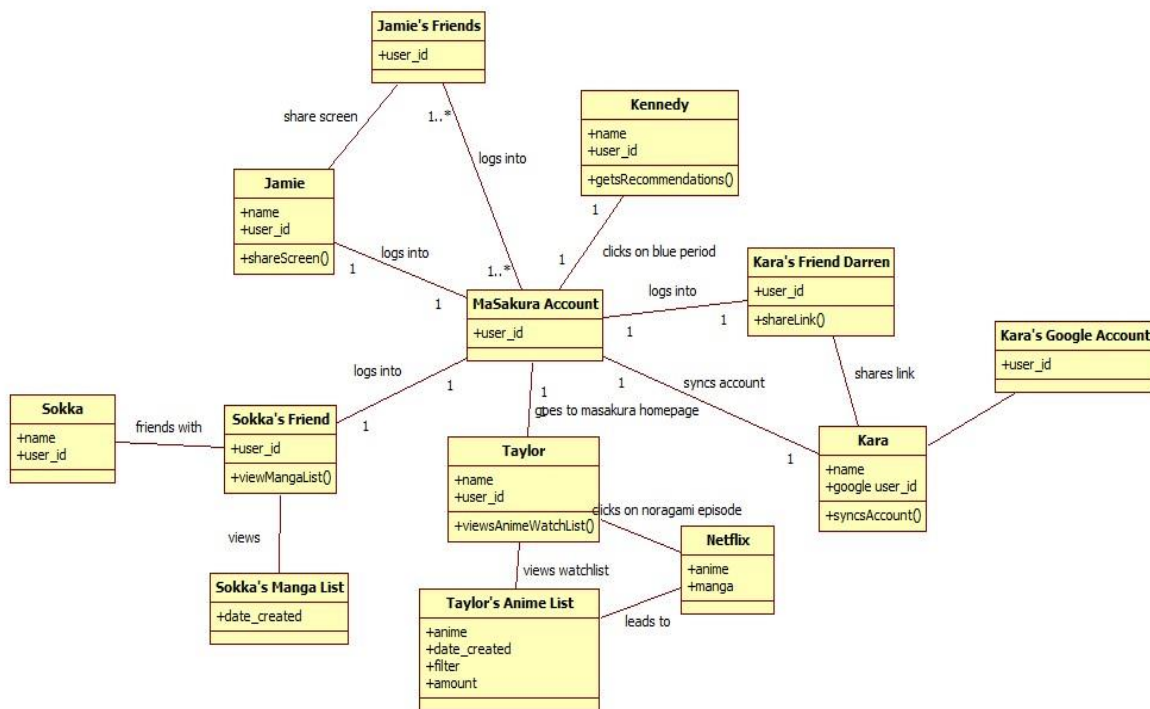 Jamie's Friends
+user_id
share screen
1..*
logs into
Kennedy
+name
+user_id
+getsRecommendations()
Jamie
+name
+user_id
+shareScreen()
1
logs into
1
1..*
1
1
clicks on blue period
Kara's Friend Darren
+user_id
+shareLink()
MaSakura Account
+user_id
logs into
1
1
Kara's Google Account
+user_id
shares link
logs into
1
1
1
1
goes to masakura homepage
1
syncs account
1
Sokka
+name
+user_id
friends with
Sokka's Friend
+user_id
+viewMangaList()
Taylor
+name
+user_id
+viewsAnimeWatchList()
Kara
+name
+google user_id
+syncsAccount()
clicks on noragami episode
Netflix
+anime
+manga
views
views watchlist
Sokka's Manga List
+date_created
Taylor's Anime List
+anime
+date_created
+filter
+amount
leads to